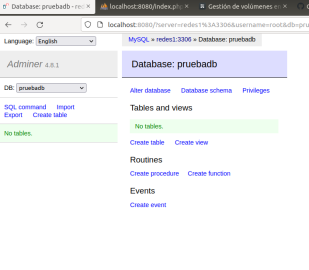 Database: pruebadb - red
localhost:8080/index.ph
Gestión de volúmenes e
localhost:8080/?server=redes1%3A3306&username=root&db=pru
Language: English
MySQL » redes1:3306 » Database: pruebadb
Adminer 4.8.1
Database: pruebadb
DB: pruebadb
Alter database Database schema Privileges
SQL command Import
Export Create table
Tables and views
No tables.
No tables.
Create table Create view
Routines
Create procedure Create function
Events
Create event